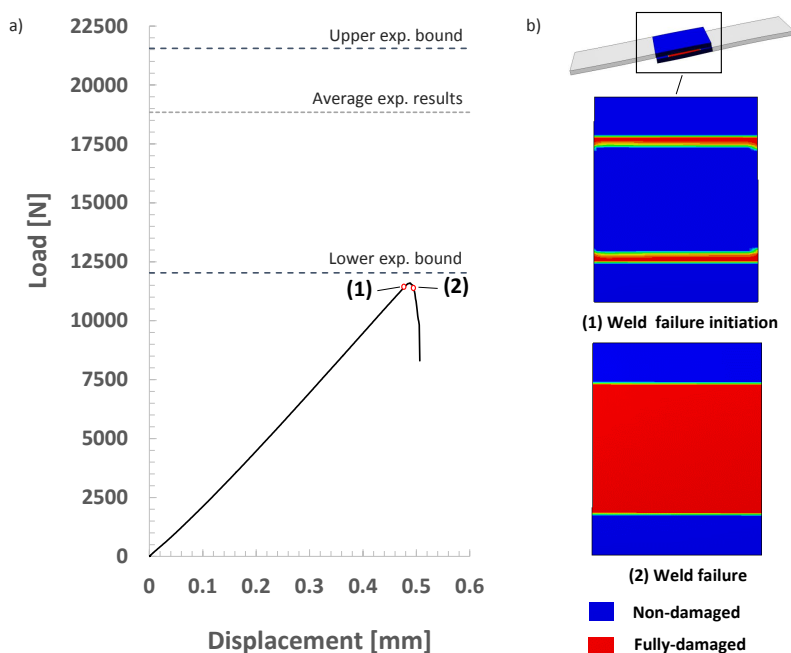 a)
22500
20000
17500
15000
12500
10000
7500
5000
2500
0
Load [N]
Upper exp. bound
Average exp. results
Lower exp. bound
(1)
(2)
0 0.1 0.2 0.3 0.4 0.5 0.6
Displacement [mm]
b)
(1) Weld failure initiation
(2) Weld failure
Non-damaged
Fully-damaged